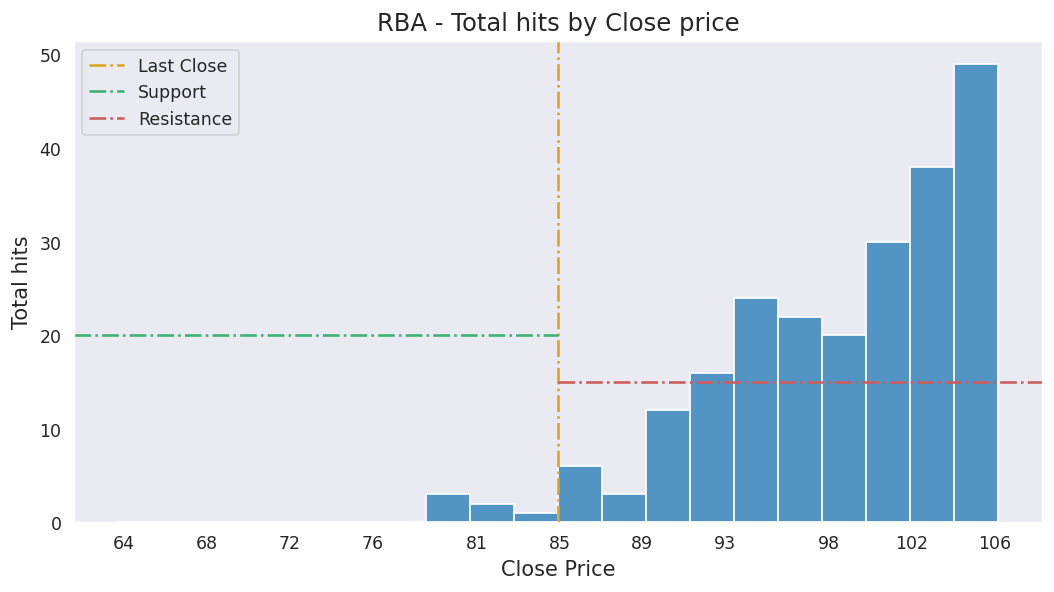 RBA - Total hits by Close price
Last Close
Support
Resistance
50
40
30
20
10
0
Total hits
64 68 72 76 81 85 89 93 98 102 106
Close Price